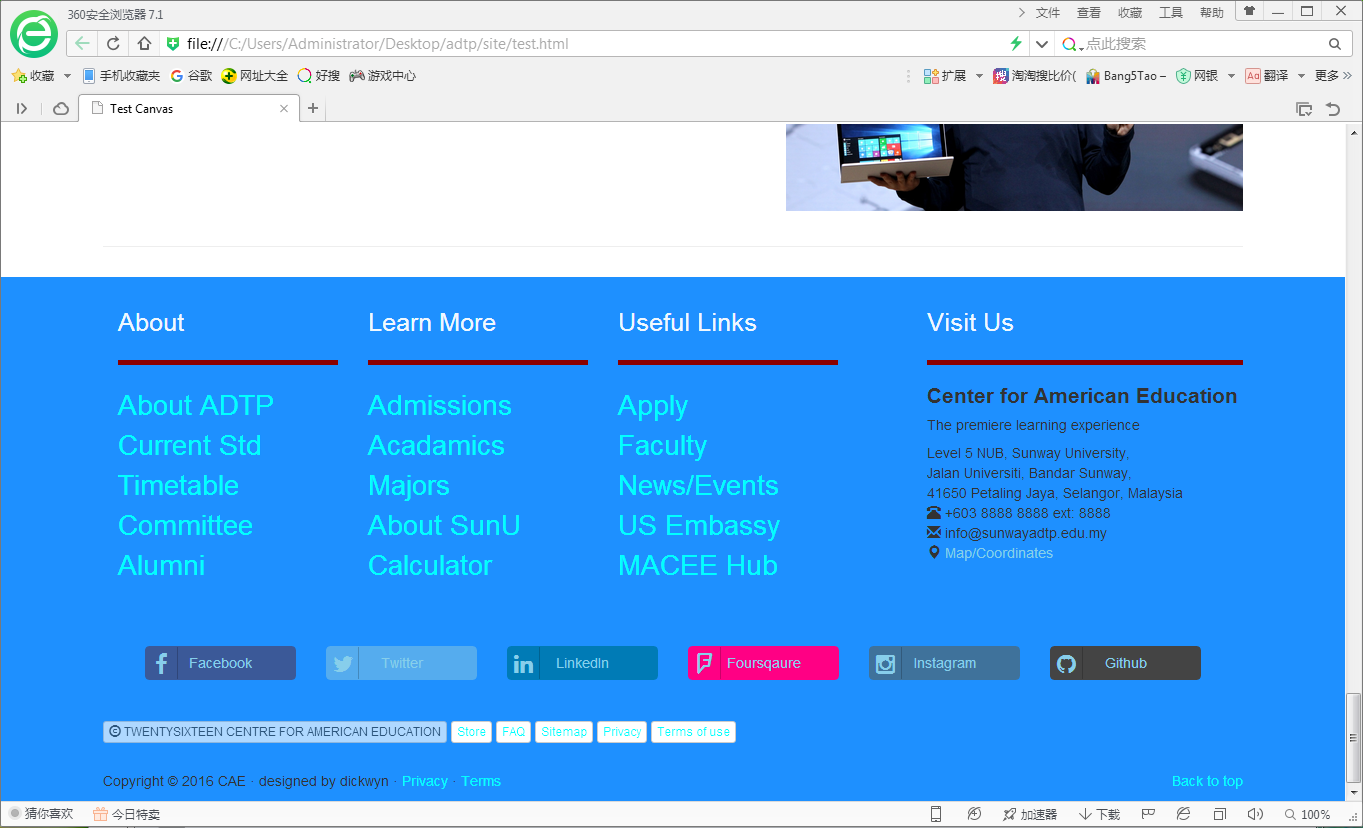 360安全浏览器 7.1
文件 查看 收藏 工具 帮助
file:///C:/Users/Administrator/Desktop/adtp/site/test.html
点此搜索
收藏 手机收藏夹 谷歌 网址大全 好搜 游戏中心 扩展 淘淘搜比价( Bang5Tao – 网银 翻译 更多 »
Test Canvas
About
Learn More
Useful Links
Visit Us
About ADTP
Current Std
Timetable
Committee
Alumni
Admissions
Acadamics
Majors
About SunU
Calculator
Apply
Faculty
News/Events
US Embassy
MACEE Hub
Center for American Education
The premiere learning experience
Level 5 NUB, Sunway University,
Jalan Universiti, Bandar Sunway,
41650 Petaling Jaya, Selangor, Malaysia
+603 8888 8888 ext: 8888
info@sunwayadtp.edu.my
Map/Coordinates
Facebook Twitter LinkedIn Foursqaure Instagram Github
© TWENTYSIXTEEN CENTRE FOR AMERICAN EDUCATION Store FAQ Sitemap Privacy Terms of use
Copyright © 2016 CAE · designed by dickwyn · Privacy · Terms
Back to top
猜你喜欢 今日特卖 加速器 下载 100%